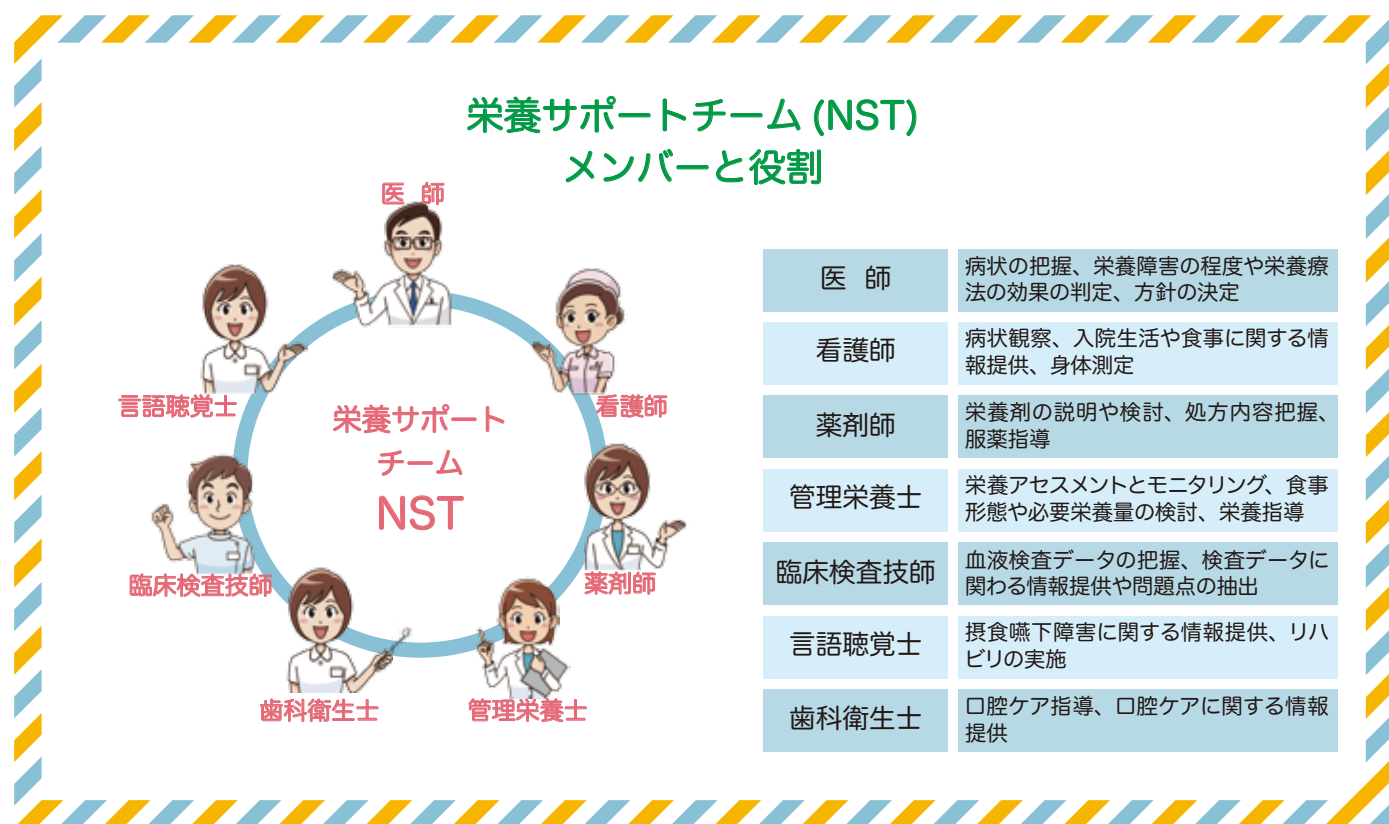 栄養サポートチーム (NST)
メンバーと役割
医 師
言語聴覚士
看護師
栄養サポート
チーム
NST
臨床検査技師
薬剤師
歯科衛生士
管理栄養士
医 師
病状の把握、栄養障害の程度や栄養療
法の効果の判定、方針の決定
看護師
病状観察、入院生活や食事に関する情
報提供、身体測定
薬剤師
栄養剤の説明や検討、処方内容把握、
服薬指導
管理栄養士
栄養アセスメントとモニタリング、食事
形態や必要栄養量の検討、栄養指導
臨床検査技師
血液検査データの把握、検査データに
関わる情報提供や問題点の抽出
言語聴覚士
摂食嚥下障害に関する情報提供、リハ
ビリの実施
歯科衛生士
口腔ケア指導、口腔ケアに関する情報
提供